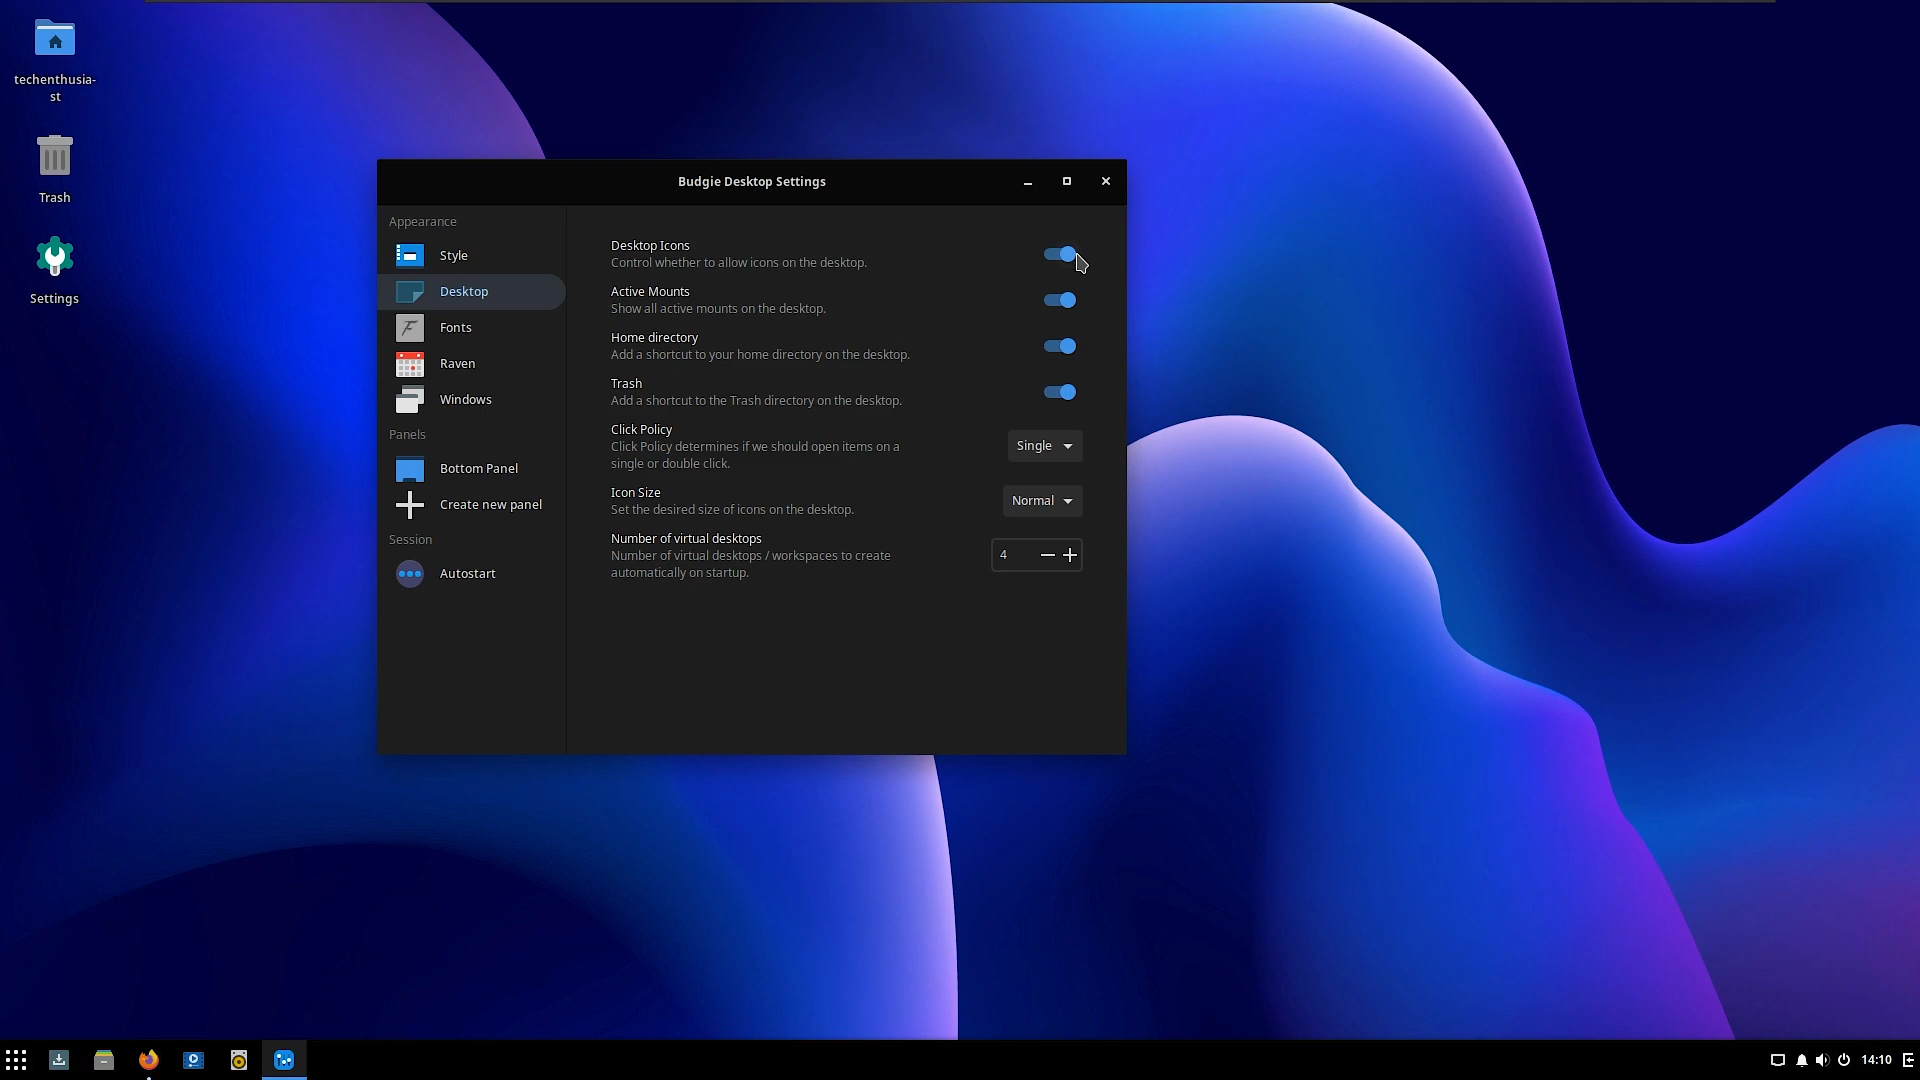 techenthusia-
st
Trash
Settings
Budgie Desktop Settings
Appearance
Style
Desktop
Fonts
Raven
Windows
Panels
Bottom Panel
Create new panel
Session
Autostart
Desktop Icons
Control whether to allow icons on the desktop.
Active Mounts
Show all active mounts on the desktop.
Home directory
Add a shortcut to your home directory on the desktop.
Trash
Add a shortcut to the Trash directory on the desktop.
Click Policy
Click Policy determines if we should open items on a
single or double click.
Single
Icon Size
Set the desired size of icons on the desktop.
Normal
Number of virtual desktops
Number of virtual desktops / workspaces to create
automatically on startup.
4
14:10